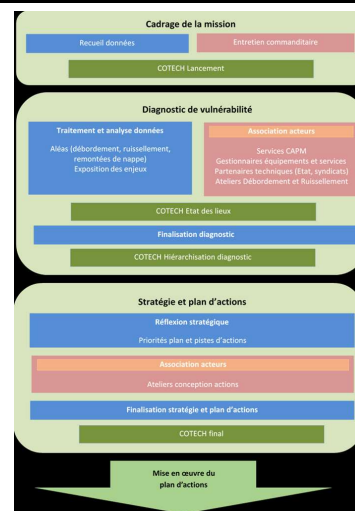 Cadrage de la mission
Recueil données
Entretien commanditaire
COTECH Lancement
Diagnostic de vulnérabilité
Traitement et analyse données
Aléas (débordement, ruissellement,
remontées de nappe)
Exposition des enjeux
Association acteurs
Services CAPM
Gestionnaires équipements et services
Partenaires techniques (Etat, syndicats)
Ateliers Débordement et Ruissellement
COTECH Etat des lieux
Finalisation diagnostic
COTECH Hiérarchisation diagnostic
Stratégie et plan d'actions
Réflexion stratégique
Priorités plan et pistes d'actions
Association acteurs
Ateliers conception actions
Finalisation stratégie et plan d'actions
COTECH final
Mise en œuvre du
plan d'actions